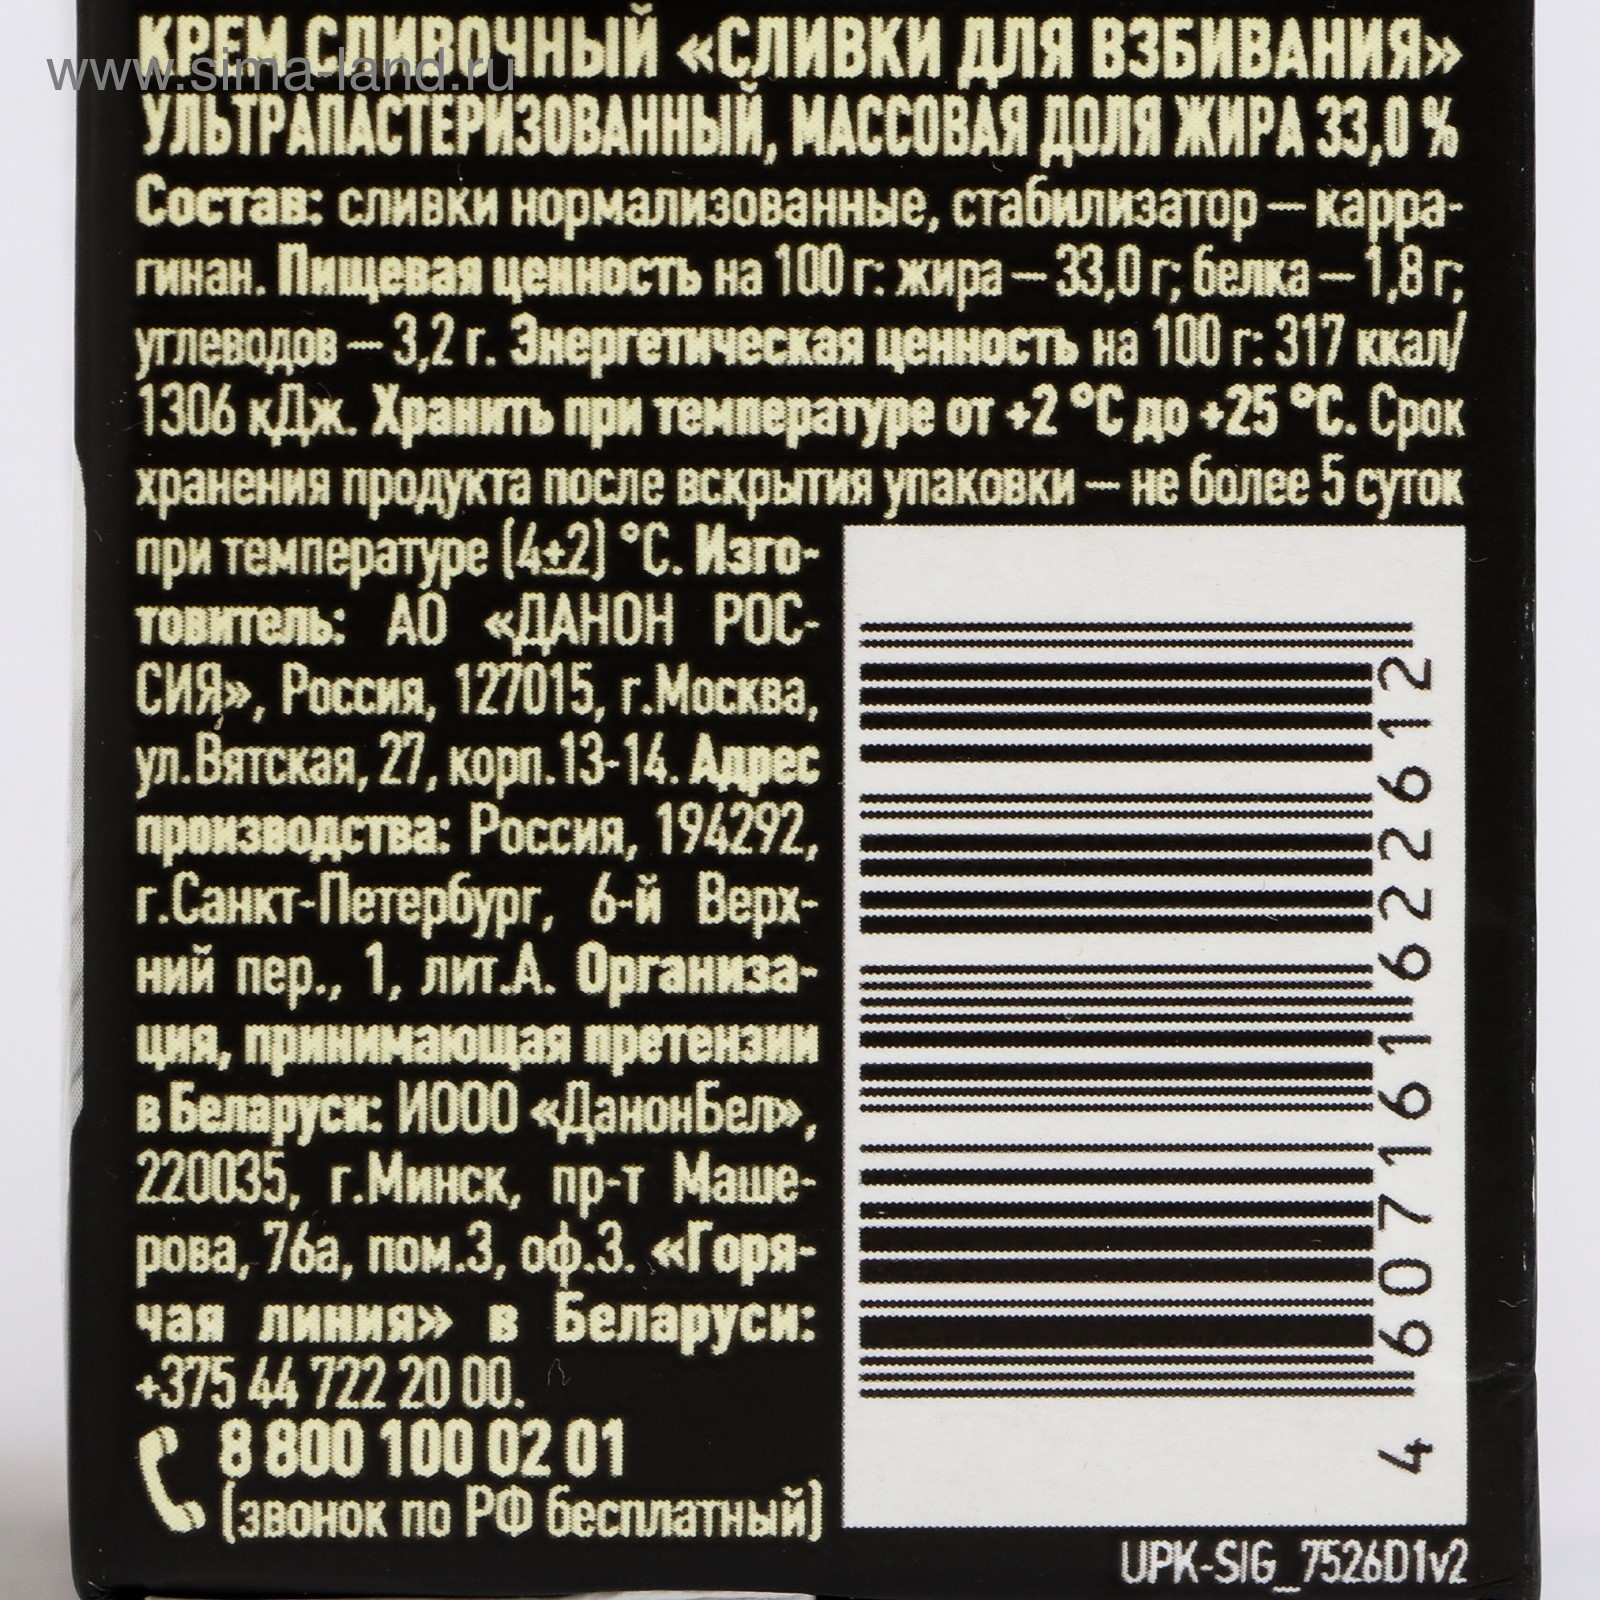 КРЕМ СЛИВОЧНЫЙ «СЛИВКИ ДЛЯ ВЗБИВАНИЯ»
www.sima-land.ru
УЛЬТРАПАСТЕРИЗОВАННЫЙ, МАССОВАЯ ДОЛЯ ЖИРА 33,0 %
Состав: сливки нормализованные, стабилизатор – карра-
гинан. Пищевая ценность на 100 г: жира – 33,0 г; белка – 1,8 г;
углеводов – 3,2 г. Энергетическая ценность на 100 г: 317 ккал/
1306 кДж. Хранить при температуре от +2 °С до +25 °С. Срок
хранения продукта после вскрытия упаковки – не более 5 суток
при температуре (4±2) °С. Изго-
товитель: АО «ДАНОН РОС-
СИЯ», Россия, 127015, г.Москва,
ул.Вятская, 27, корп.13-14. Адрес
производства: Россия, 194292,
г.Санкт-Петербург, 6-й Верх-
ний пер., 1, лит.А. Организа-
ция, принимающая претензии
в Беларуси: ИООО «ДанонБел»,
220035, г.Минск, пр-т Маше-
рова, 76а, пом.3, оф.3. «Горя-
чая линия» в Беларуси:
+375 44 722 20 00.
8 800 100 02 01
(звонок по РФ бесплатный)
4 607161 622612
UPK-SIG_7526D1v2